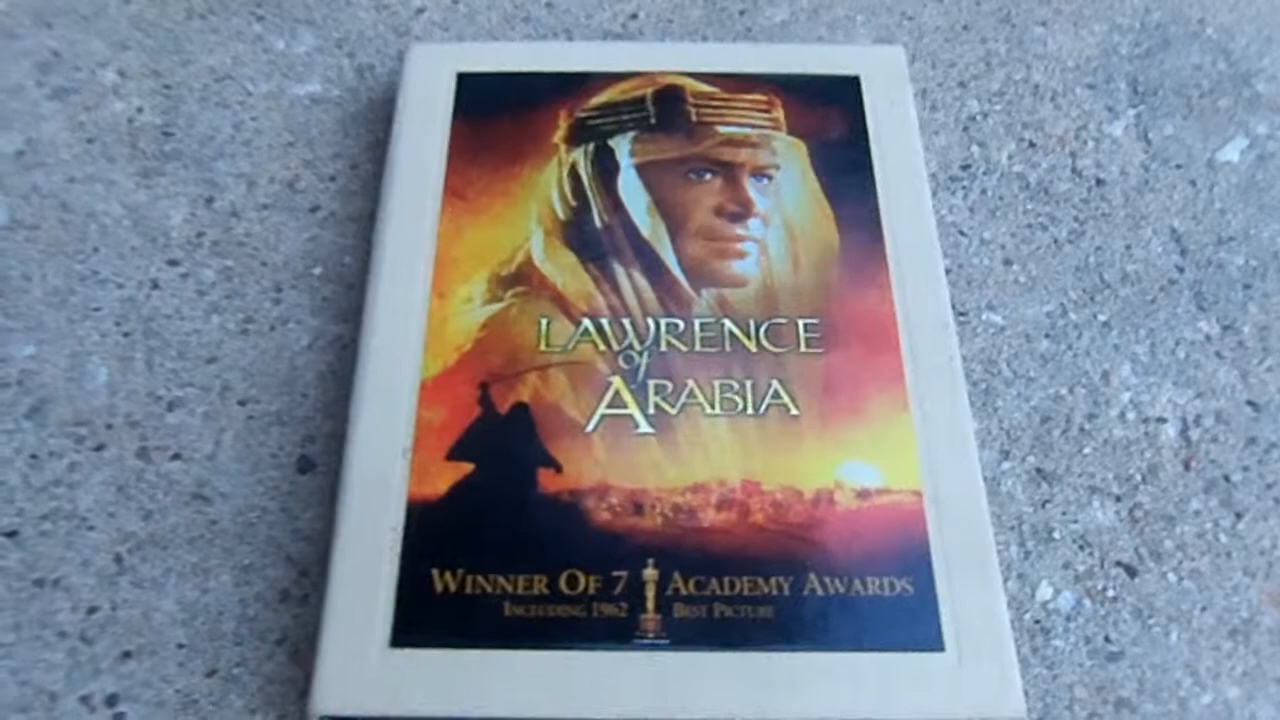 LAWRENCE
of
ARABIA
WINNER OF 7 ACADEMY AWARDS
INCLUDING 1962 BEST PICTURE